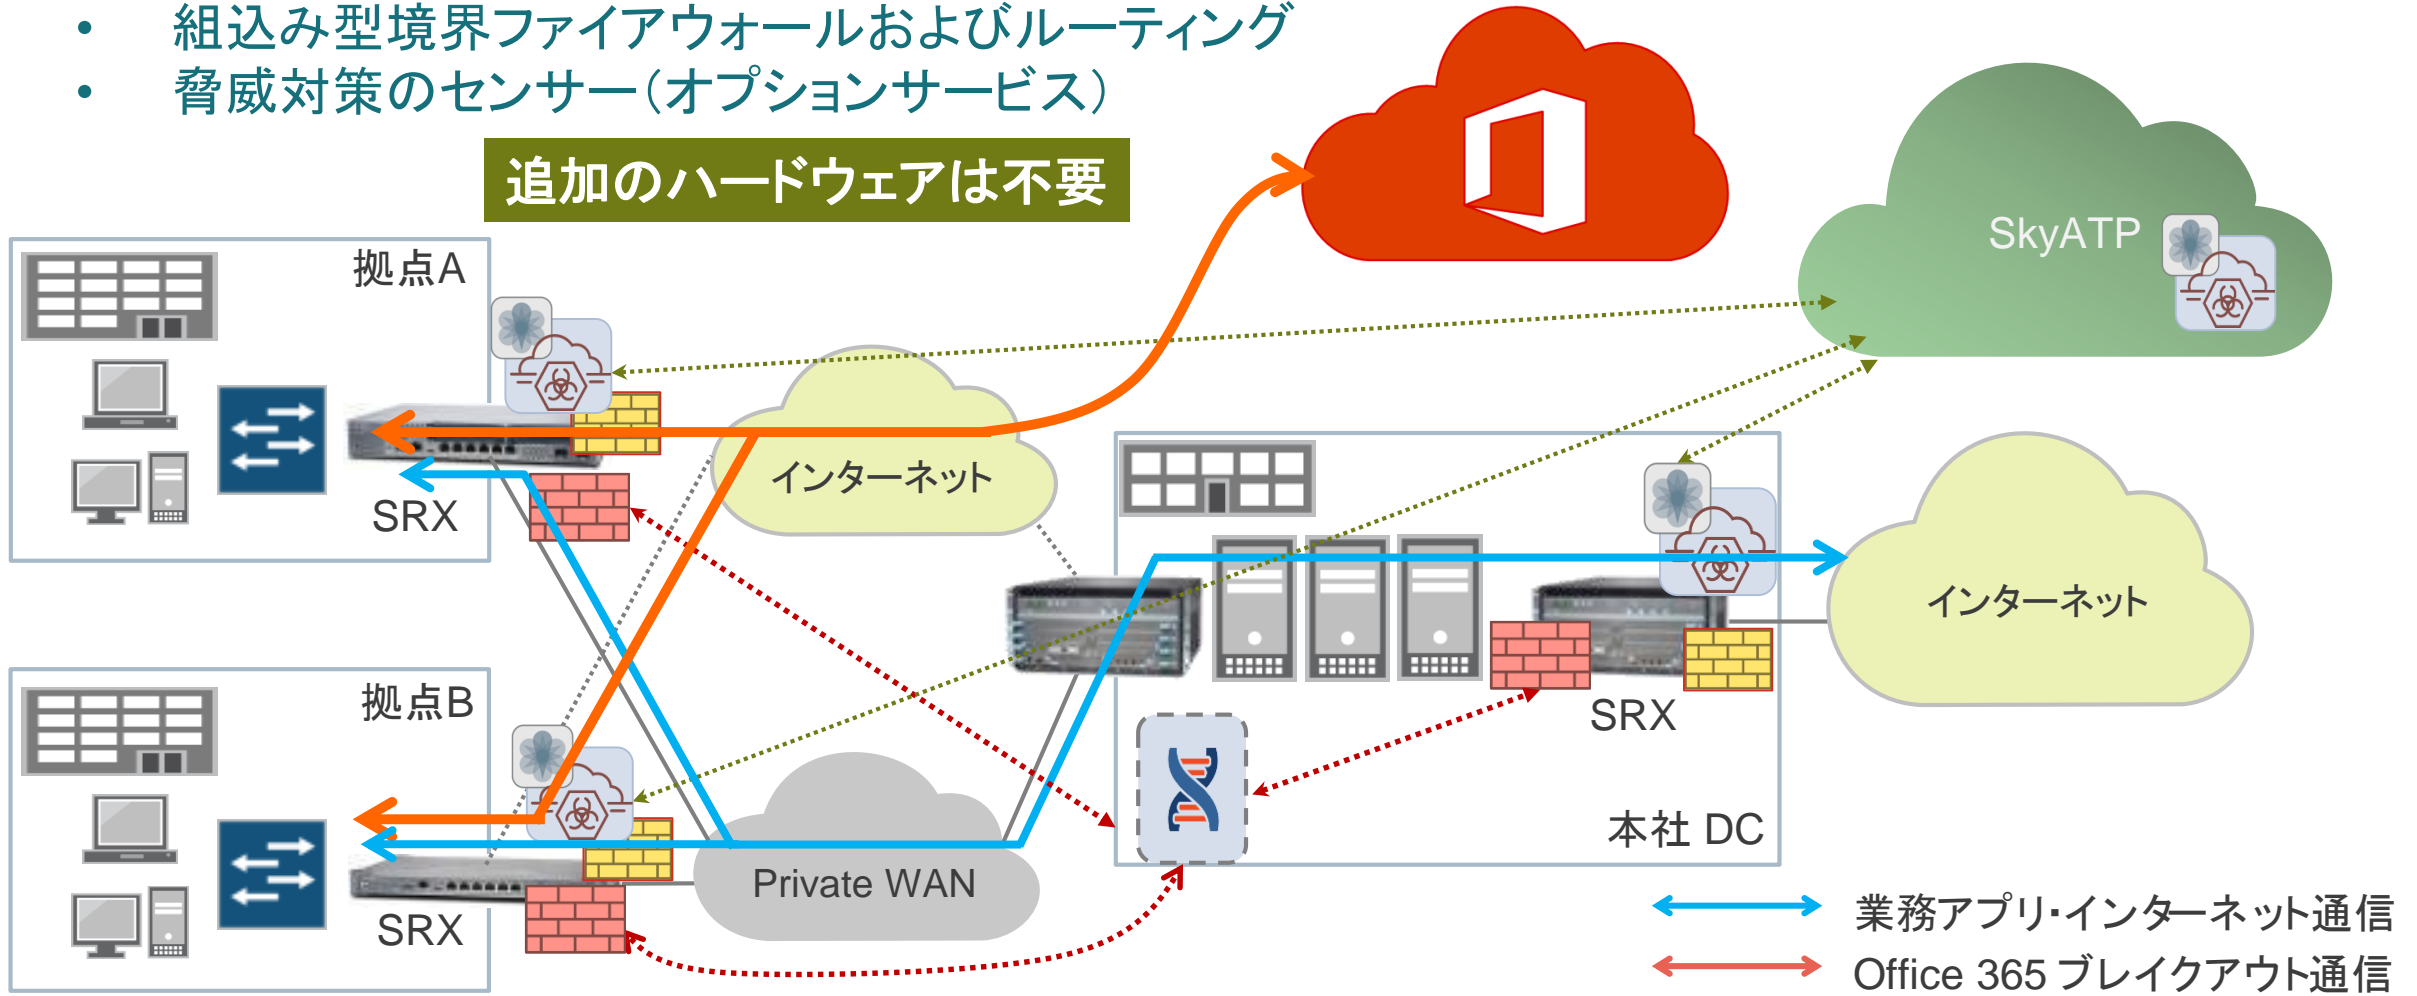 • 組込み型境界ファイアウォールおよびルーティング
• 脅威対策のセンサー（オプションサービス）
追加のハードウェアは不要
SkyATP
拠点A
インターネット
SRX
インターネット
拠点B
SRX
本社 DC
Private WAN
SRX
業務アプリ・インターネット通信
Office 365 ブレイクアウト通信